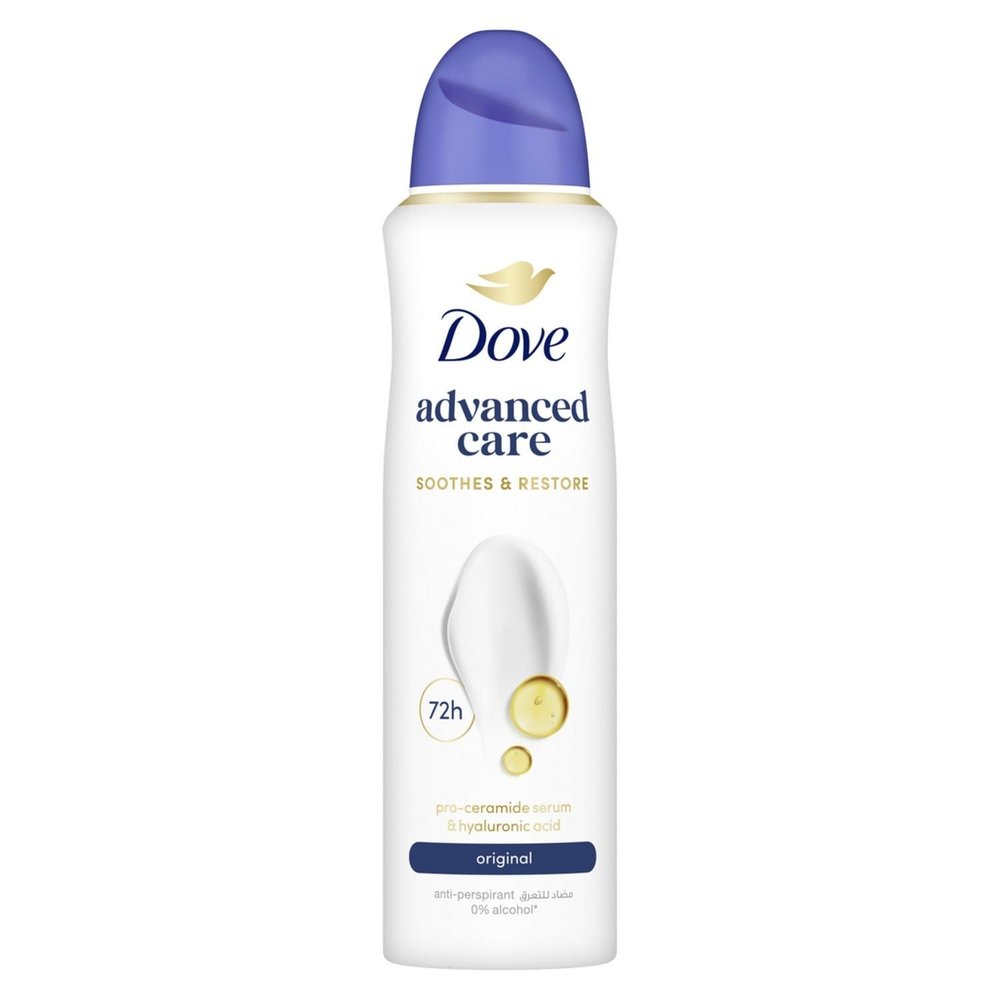 Dove
advanced
care
SOOTHES & RESTORE
72h
pro-ceramide serum
& hyaluronic acid
original
anti-perspirant مضاد للتعرق
0% alcohol*